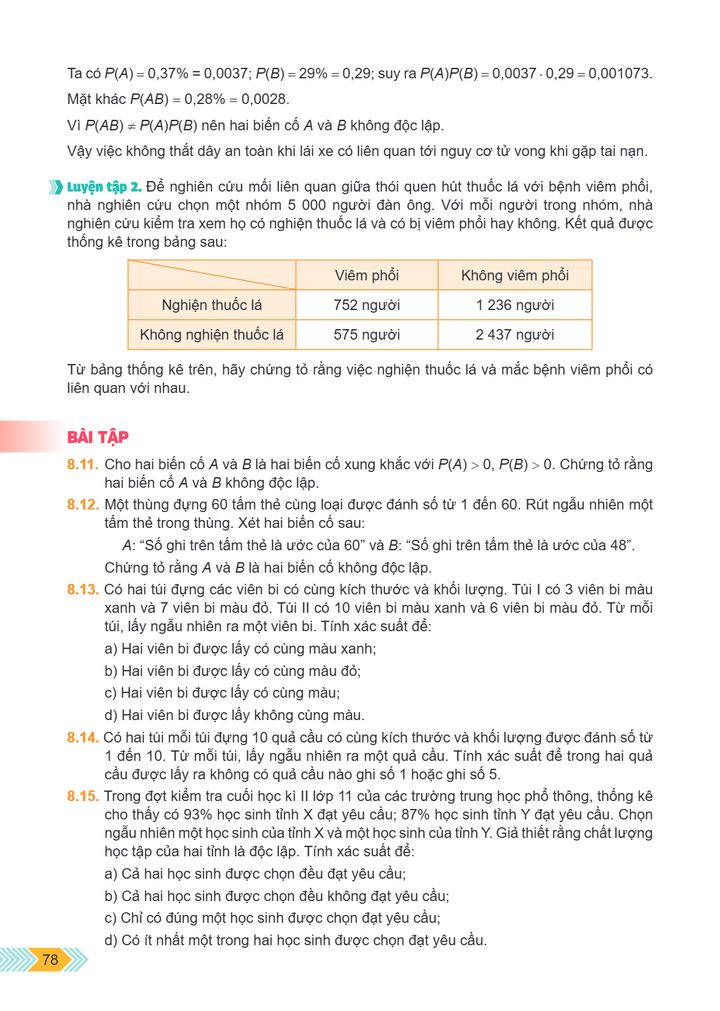 Ta có P(A) = 0,37% = 0,0037; P(B) = 29% = 0,29; suy ra P(A)P(B) = 0,0037 · 0,29 = 0,001073.
Mặt khác P(AB) = 0,28% = 0,0028.
Vì P(AB) ≠ P(A)P(B) nên hai biến cố A và B không độc lập.
Vậy việc không thắt dây an toàn khi lái xe có liên quan tới nguy cơ tử vong khi gặp tai nạn.
Luyện tập 2. Để nghiên cứu mối liên quan giữa thói quen hút thuốc lá với bệnh viêm phổi,
nhà nghiên cứu chọn một nhóm 5 000 người đàn ông. Với mỗi người trong nhóm, nhà
nghiên cứu kiểm tra xem họ có nghiện thuốc lá và có bị viêm phổi hay không. Kết quả được
thống kê trong bảng sau:
Viêm phổi Không viêm phổi
Nghiện thuốc lá 752 người 1 236 người
Không nghiện thuốc lá 575 người 2 437 người
Từ bảng thống kê trên, hãy chứng tỏ rằng việc nghiện thuốc lá và mắc bệnh viêm phổi có
liên quan với nhau.
BÀI TẬP
8.11. Cho hai biến cố A và B là hai biến cố xung khắc với P(A) > 0, P(B) > 0. Chứng tỏ rằng
hai biến cố A và B không độc lập.
8.12. Một thùng đựng 60 tấm thẻ cùng loại được đánh số từ 1 đến 60. Rút ngẫu nhiên một
tấm thẻ trong thùng. Xét hai biến cố sau:
A: “Số ghi trên tấm thẻ là ước của 60” và B: “Số ghi trên tấm thẻ là ước của 48”.
Chứng tỏ rằng A và B là hai biến cố không độc lập.
8.13. Có hai túi đựng các viên bi có cùng kích thước và khối lượng. Túi I có 3 viên bi màu
xanh và 7 viên bi màu đỏ. Túi II có 10 viên bi màu xanh và 6 viên bi màu đỏ. Từ mỗi
túi, lấy ngẫu nhiên ra một viên bi. Tính xác suất để:
a) Hai viên bi được lấy có cùng màu xanh;
b) Hai viên bi được lấy có cùng màu đỏ;
c) Hai viên bi được lấy có cùng màu;
d) Hai viên bi được lấy không cùng màu.
8.14. Có hai túi mỗi túi đựng 10 quả cầu có cùng kích thước và khối lượng được đánh số từ
1 đến 10. Từ mỗi túi, lấy ngẫu nhiên ra một quả cầu. Tính xác suất để trong hai quả
cầu được lấy ra không có quả cầu nào ghi số 1 hoặc ghi số 5.
8.15. Trong đợt kiểm tra cuối học kì II lớp 11 của các trường trung học phổ thông, thống kê
cho thấy có 93% học sinh tỉnh X đạt yêu cầu; 87% học sinh tỉnh Y đạt yêu cầu. Chọn
ngẫu nhiên một học sinh của tỉnh X và một học sinh của tỉnh Y. Giả thiết rằng chất lượng
học tập của hai tỉnh là độc lập. Tính xác suất để:
a) Cả hai học sinh được chọn đều đạt yêu cầu;
b) Cả hai học sinh được chọn đều không đạt yêu cầu;
c) Chỉ có đúng một học sinh được chọn đạt yêu cầu;
d) Có ít nhất một trong hai học sinh được chọn đạt yêu cầu.
78